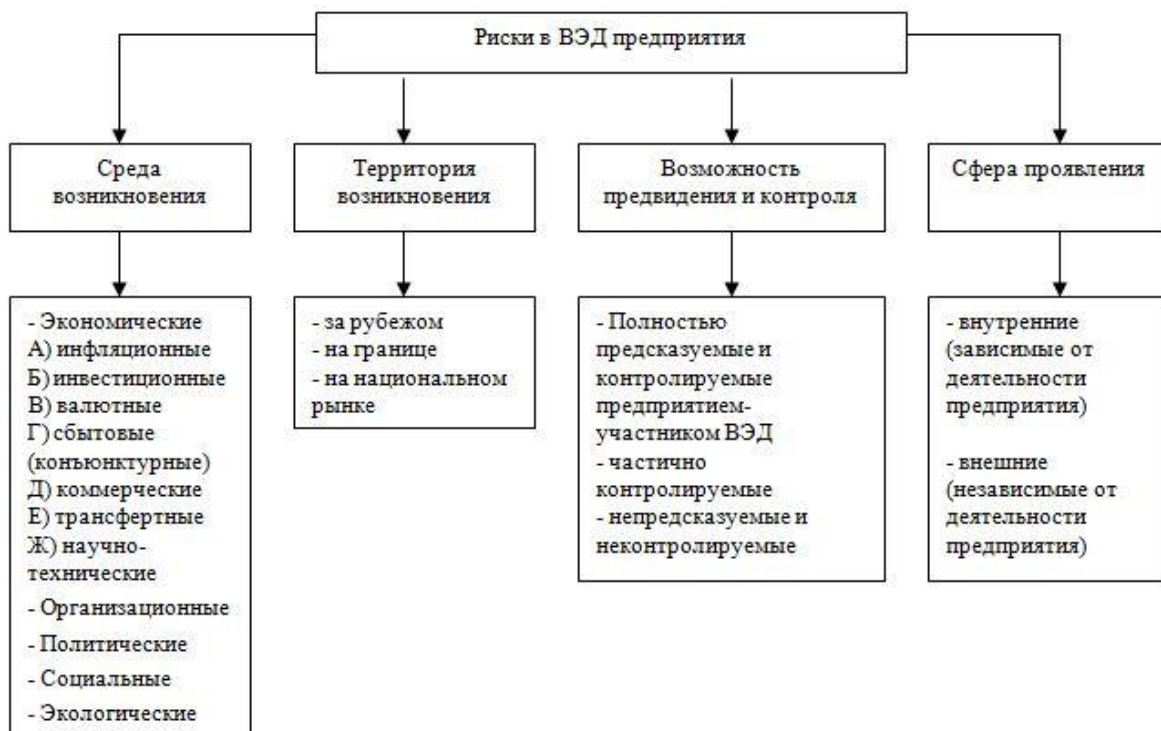 Риски в ВЭД предприятия
Среда
возникновения
Территория
возникновения
Возможность
предвидения и контроля
Сфера проявления
- Экономические
А) инфляционные
Б) инвестиционные
В) валютные
Г) сбытовые
(конъюнктурные)
Д) коммерческие
Е) трансфертные
Ж) научно-
технические
- Организационные
- Политические
- Социальные
- Экологические
- за рубежом
- на границе
- на национальном
рынке
- Полностью
предсказуемые и
контролируемые
предприятием-
участником ВЭД
- частично
контролируемые
- непредсказуемые и
неконтролируемые
- внутренние
(зависимые от
деятельности
предприятия)
- внешние
(независимые от
деятельности
предприятия)